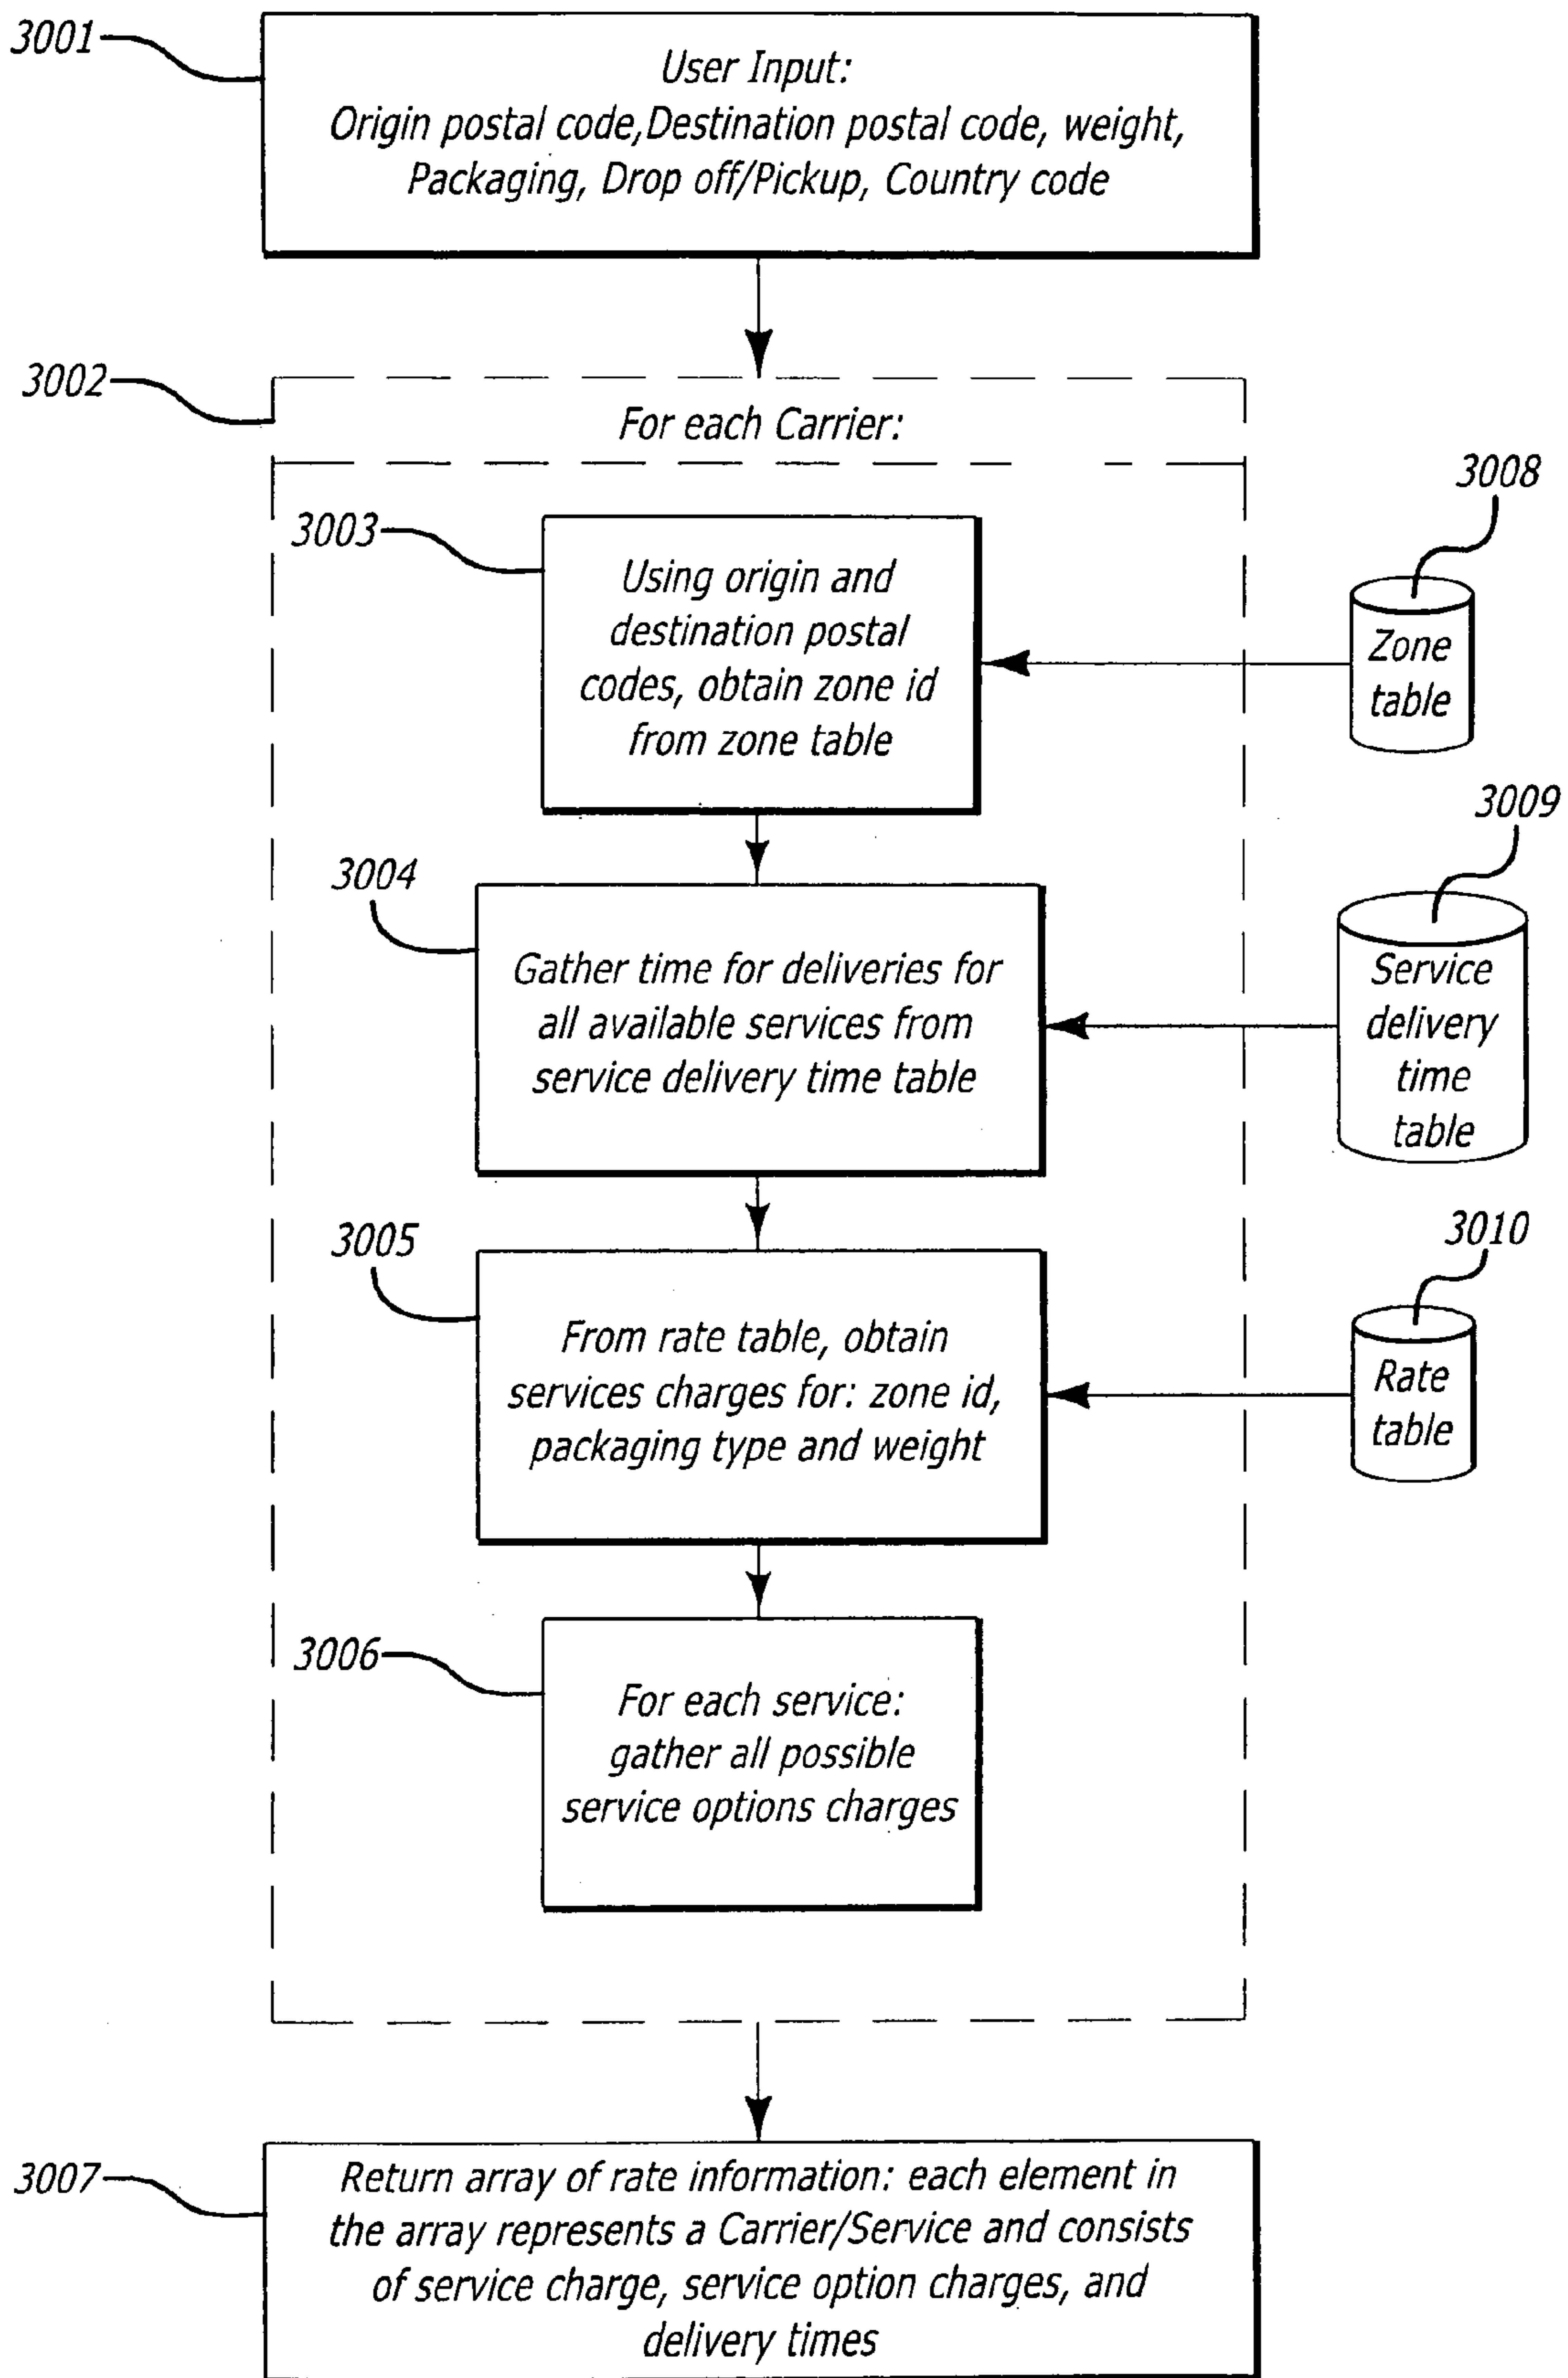 3001
User Input:
Origin postal code,Destination postal code, weight,
Packaging, Drop off/Pickup, Country code
3002
For each Carrier:
3003
Using origin and
destination postal
codes, obtain zone id
from zone table
3008
Zone
table
3004
Gather time for deliveries for
all available services from
service delivery time table
3009
Service
delivery
time
table
3005
From rate table, obtain
services charges for: zone id,
packaging type and weight
3010
Rate
table
3006
For each service:
gather all possible
service options charges
3007
Return array of rate information: each element in
the array represents a Carrier/Service and consists
of service charge, service option charges, and
delivery times